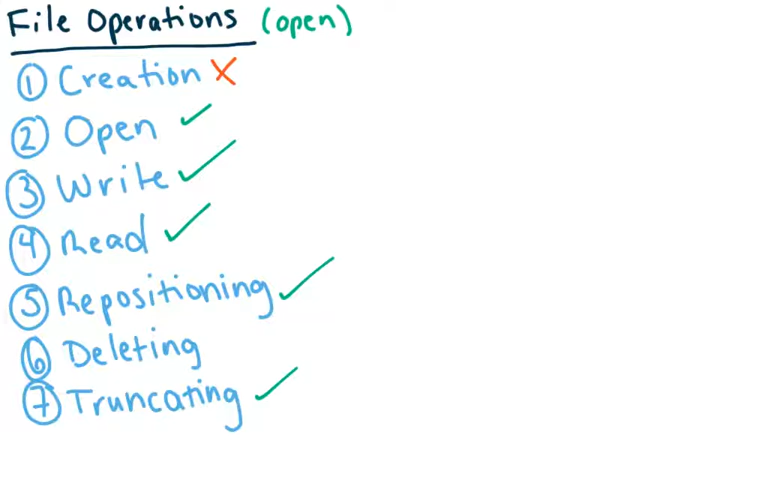 File Operations (open)
① Creation X
② Open ✓
③ Write ✓
④ Read ✓
⑤ Repositioning ✓
⑥ Deleting
⑦ Truncating ✓